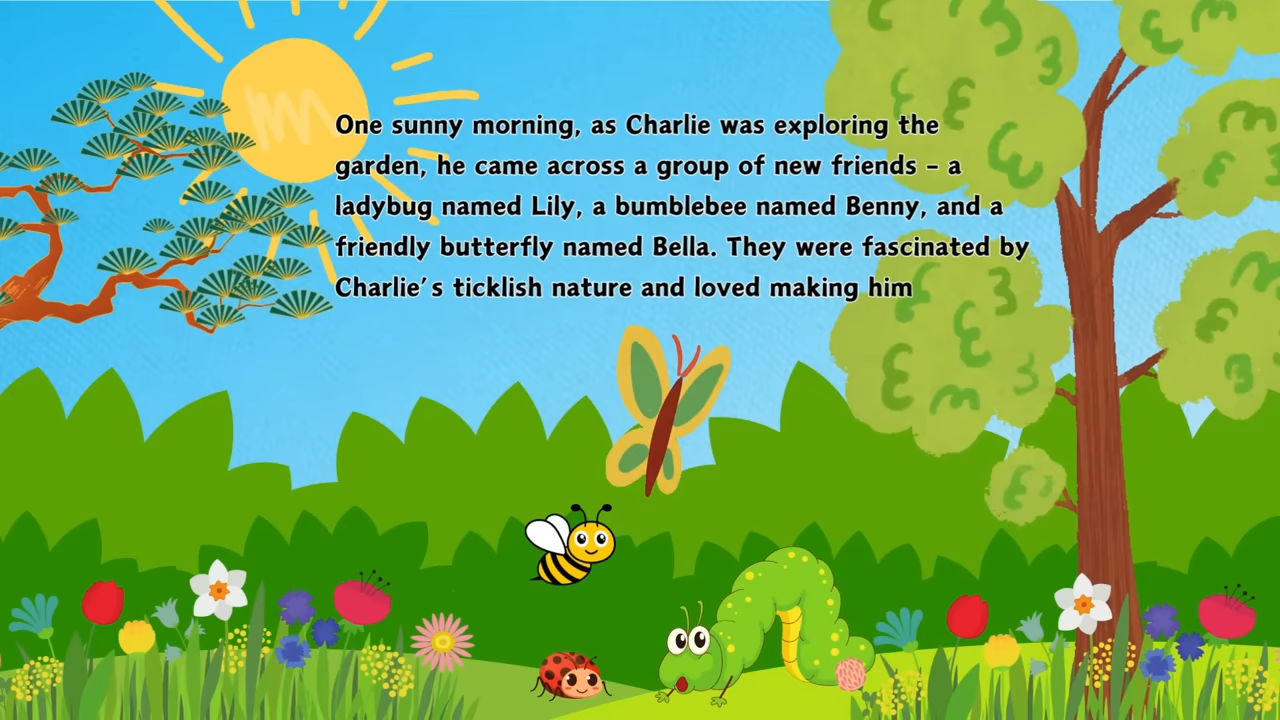 One sunny morning, as Charlie was exploring the
garden, he came across a group of new friends – a
ladybug named Lily, a bumblebee named Benny, and a
friendly butterfly named Bella. They were fascinated by
Charlie's ticklish nature and loved making him